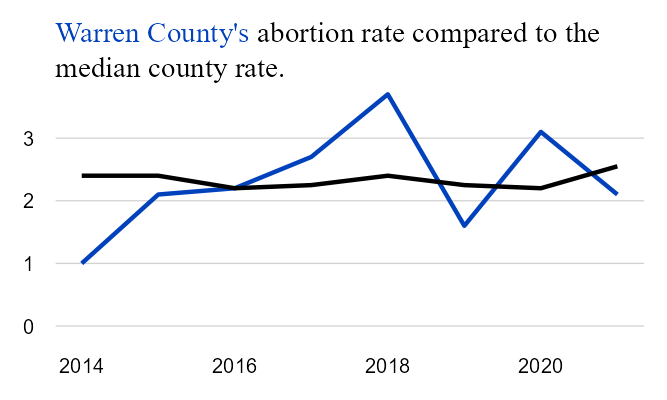 Warren County's abortion rate compared to the
median county rate.
3
2
1
0
2014 2016 2018 2020